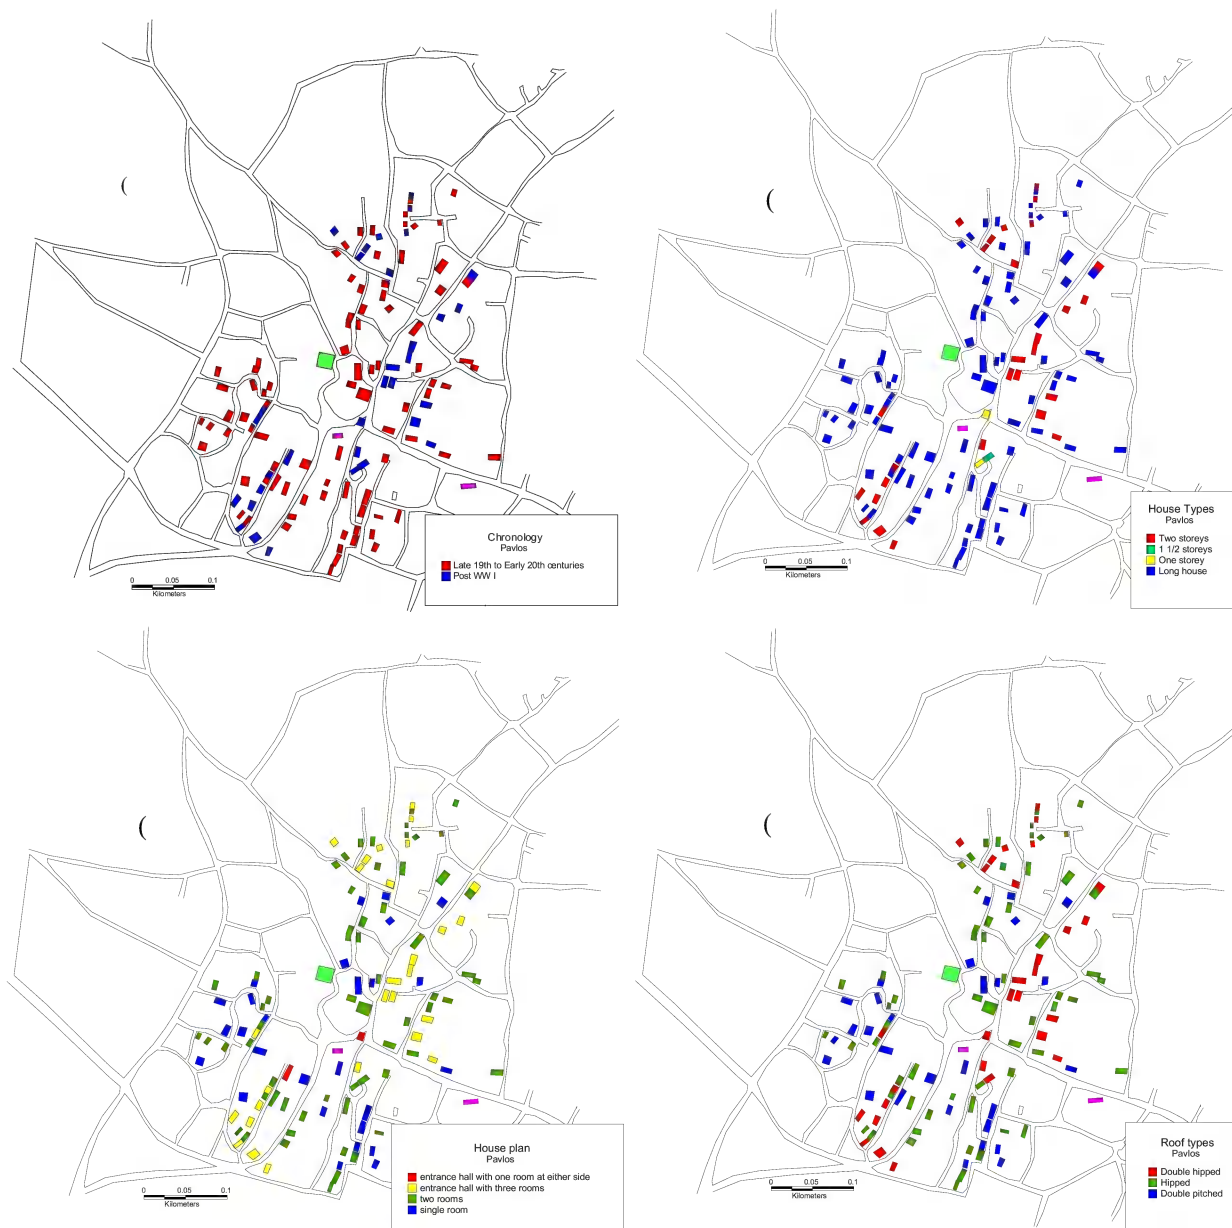 Chronology
Pavlos
Late 19th to Early 20th centuries
Post WW I
0 0.05 0.1
Kilometers
House Types
Pavlos
Two storeys
1 1/2 storeys
One storey
Long house
0 0.05 0.1
Kilometers
House plan
Pavlos
entrance hall with one room at either side
entrance hall with three rooms
two rooms
single room
0 0.05 0.1
Kilometers
Roof types
Pavlos
Double hipped
Hipped
Double pitched
0 0.05 0.1
Kilometers